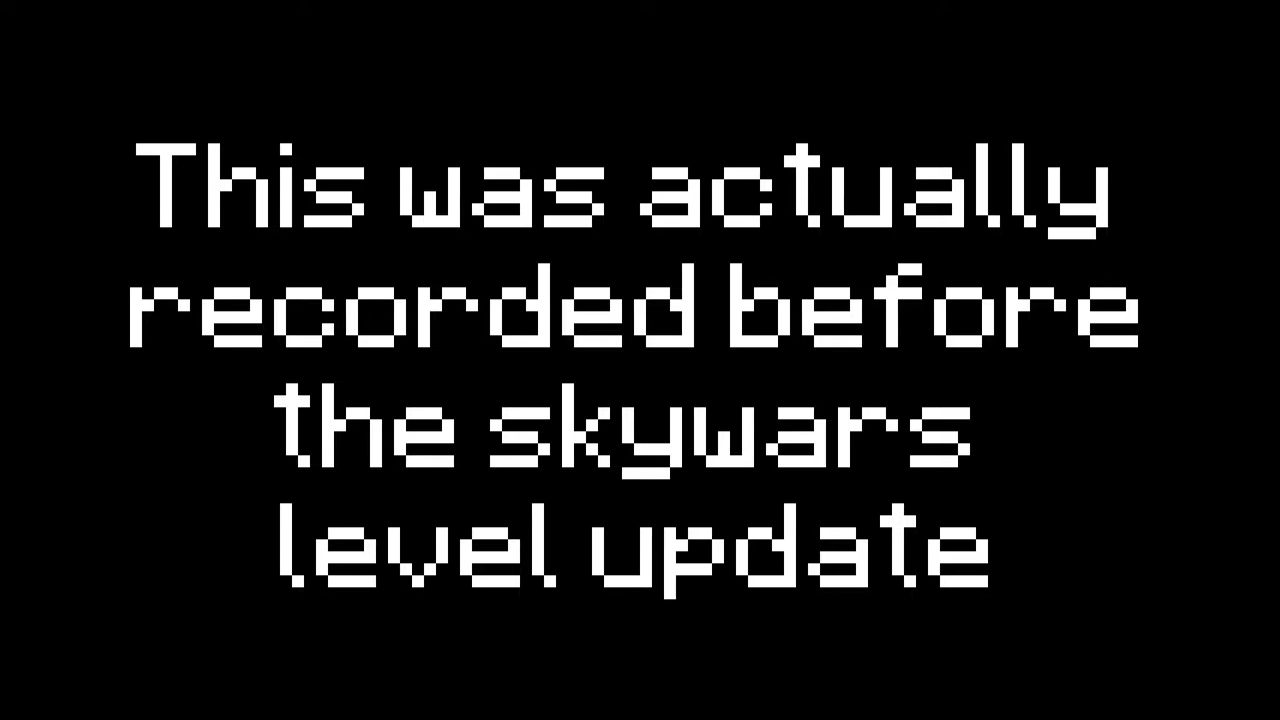 This was actually
recorded before
the skywars
level update